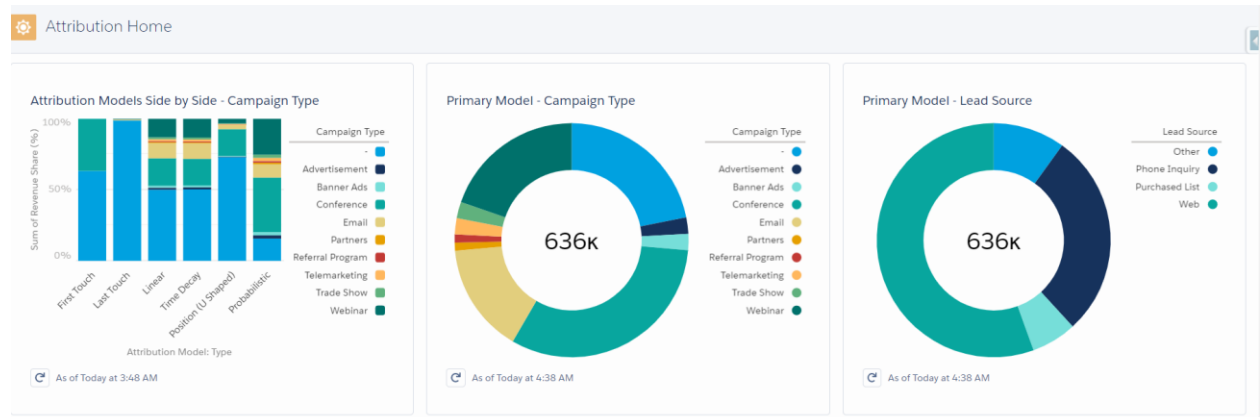 Attribution Home
Attribution Models Side by Side - Campaign Type
Sum of Revenue Share (%)
100%
50%
0%
First Touch
Last Touch
Linear
Time Decay
Position (U Shaped)
Probabilistic
Attribution Model: Type
Campaign Type
-
Advertisement
Banner Ads
Conference
Email
Partners
Referral Program
Telemarketing
Trade Show
Webinar
As of Today at 3:48 AM
Primary Model - Campaign Type
636K
Campaign Type
-
Advertisement
Banner Ads
Conference
Email
Partners
Referral Program
Telemarketing
Trade Show
Webinar
As of Today at 4:38 AM
Primary Model - Lead Source
636K
Lead Source
Other
Phone Inquiry
Purchased List
Web
As of Today at 4:38 AM